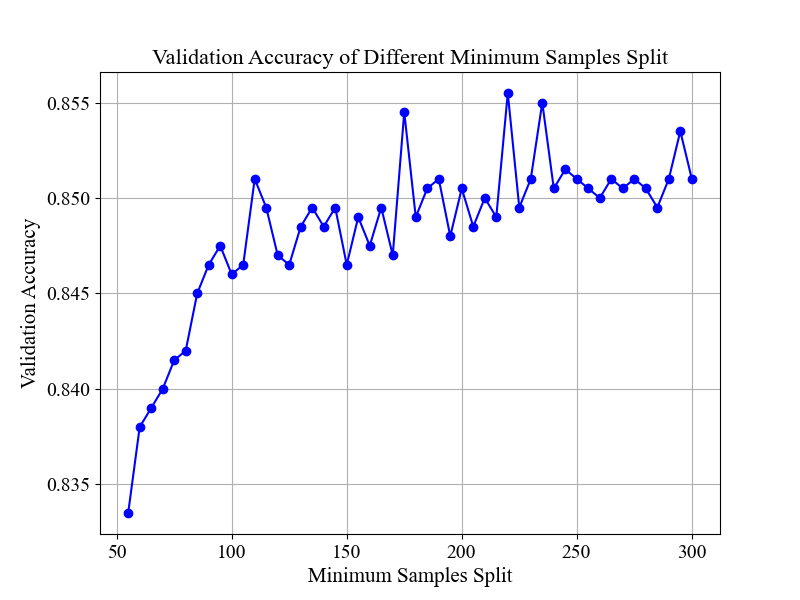 Validation Accuracy of Different Minimum Samples Split
0.855
0.850
0.845
0.840
0.835
Validation Accuracy
50 100 150 200 250 300
Minimum Samples Split